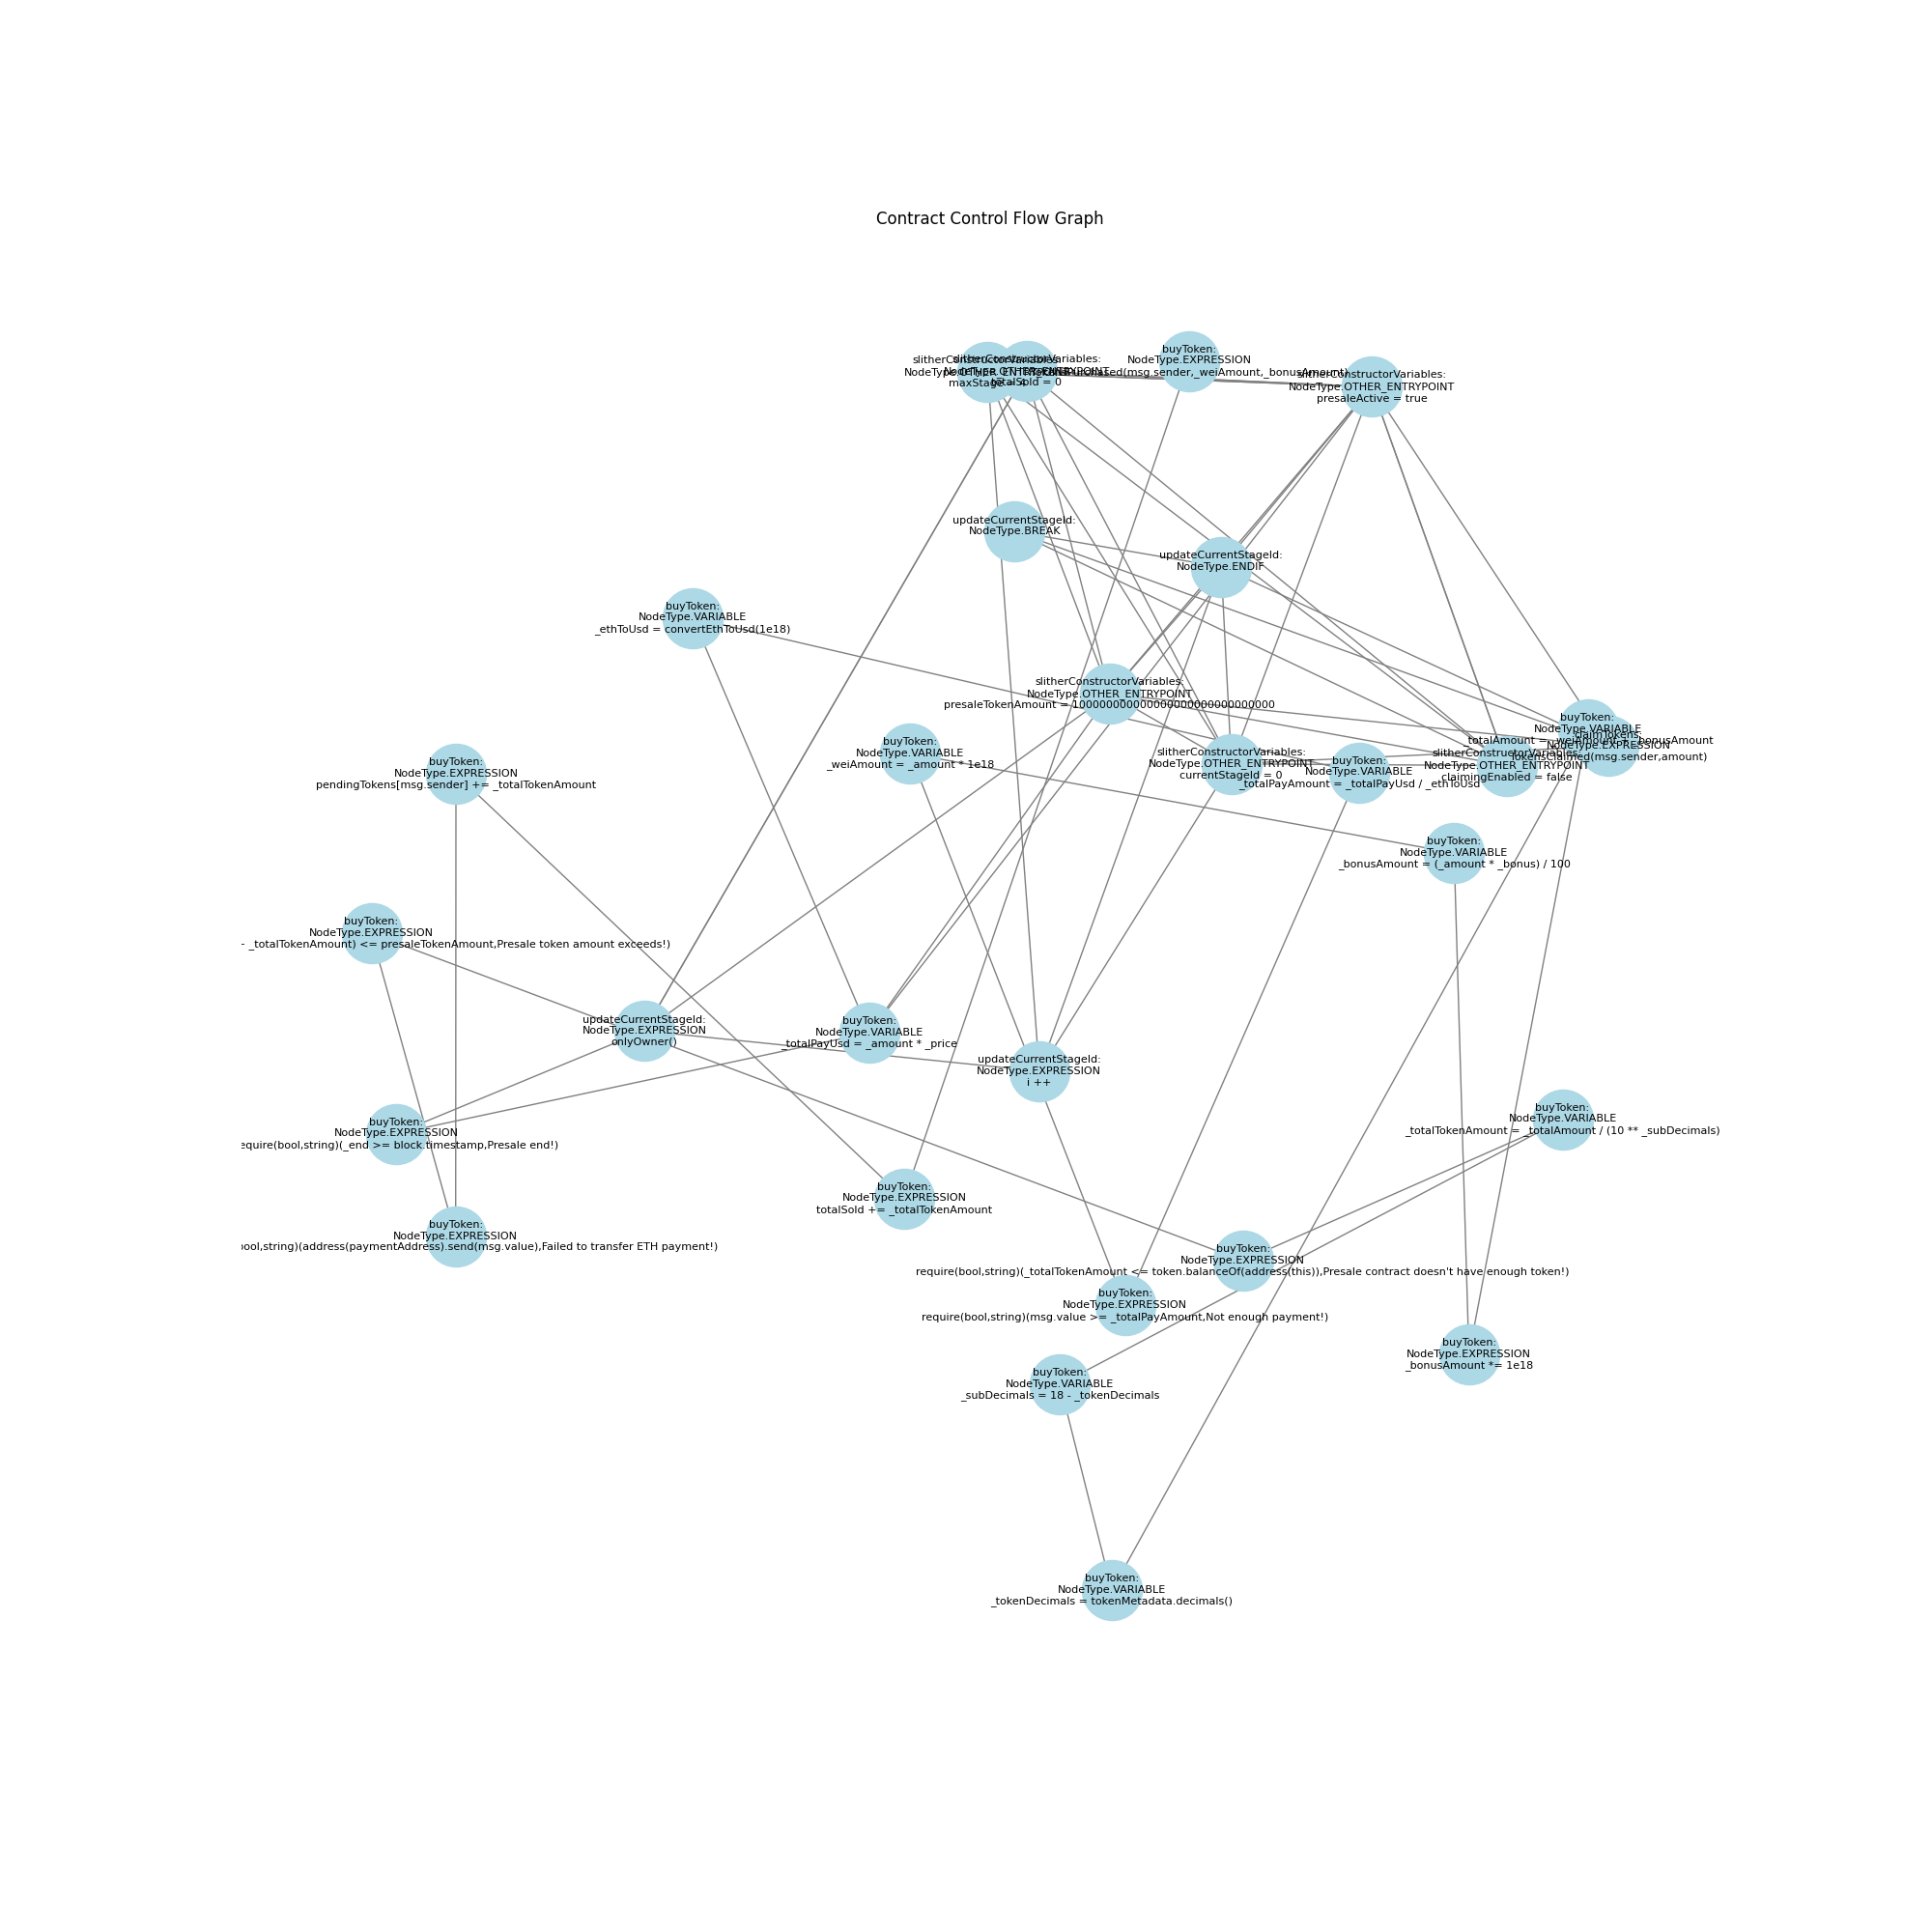 Contract Control Flow Graph
buyToken:
NodeType.EXPRESSION
slitherConstructorVariables:
NodeType.OTHER_ENTRYPOINT
maxStage = 4
slitherConstructorVariables:
NodeType.OTHER_ENTRYPOINT
totalSold = 0
slitherConstructorVariables:
NodeType.OTHER_ENTRYPOINT
presaleActive = true
updateCurrentStageId:
NodeType.BREAK
updateCurrentStageId:
NodeType.ENDIF
buyToken:
NodeType.VARIABLE
_ethToUsd = convertEthToUsd(1e18)
slitherConstructorVariables:
NodeType.OTHER_ENTRYPOINT
buyToken:
NodeType.VARIABLE
_totalAmount = _weiAmount + _bonusAmount
claimTokens:
NodeType.EXPRESSION
TokensClaimed(msg.sender,amount)
buyToken:
NodeType.VARIABLE
_weiAmount = _amount * 1e18
slitherConstructorVariables:
NodeType.OTHER_ENTRYPOINT
currentStageId = 0
slitherConstructorVariables:
NodeType.OTHER_ENTRYPOINT
claimingEnabled = false
buyToken:
NodeType.VARIABLE
_totalPayAmount = _totalPayUsd / _ethToUsd
buyToken:
NodeType.EXPRESSION
pendingTokens[msg.sender] += _totalTokenAmount
buyToken:
NodeType.VARIABLE
_bonusAmount = (_amount * _bonus) / 100
buyToken:
NodeType.EXPRESSION
- _totalTokenAmount) <= presaleTokenAmount,Presale token amount exceeds!)
updateCurrentStageId:
NodeType.EXPRESSION
onlyOwner()
buyToken:
NodeType.VARIABLE
_totalPayUsd = _amount * _price
updateCurrentStageId:
NodeType.EXPRESSION
i ++
buyToken:
NodeType.VARIABLE
_totalTokenAmount = _totalAmount / (10 ** _subDecimals)
buyToken:
NodeType.EXPRESSION
equire(bool,string)(_end >= block.timestamp,Presale end!)
buyToken:
NodeType.EXPRESSION
totalSold += _totalTokenAmount
buyToken:
NodeType.EXPRESSION
ool,string)(address(paymentAddress).send(msg.value),Failed to transfer ETH payment!)
buyToken:
NodeType.EXPRESSION
require(bool,string)(_totalTokenAmount <= token.balanceOf(address(this)),Presale contract doesn't have enough token!)
buyToken:
NodeType.EXPRESSION
require(bool,string)(msg.value >= _totalPayAmount,Not enough payment!)
buyToken:
NodeType.EXPRESSION
_bonusAmount *= 1e18
buyToken:
NodeType.VARIABLE
_subDecimals = 18 - _tokenDecimals
buyToken:
NodeType.VARIABLE
_tokenDecimals = tokenMetadata.decimals()